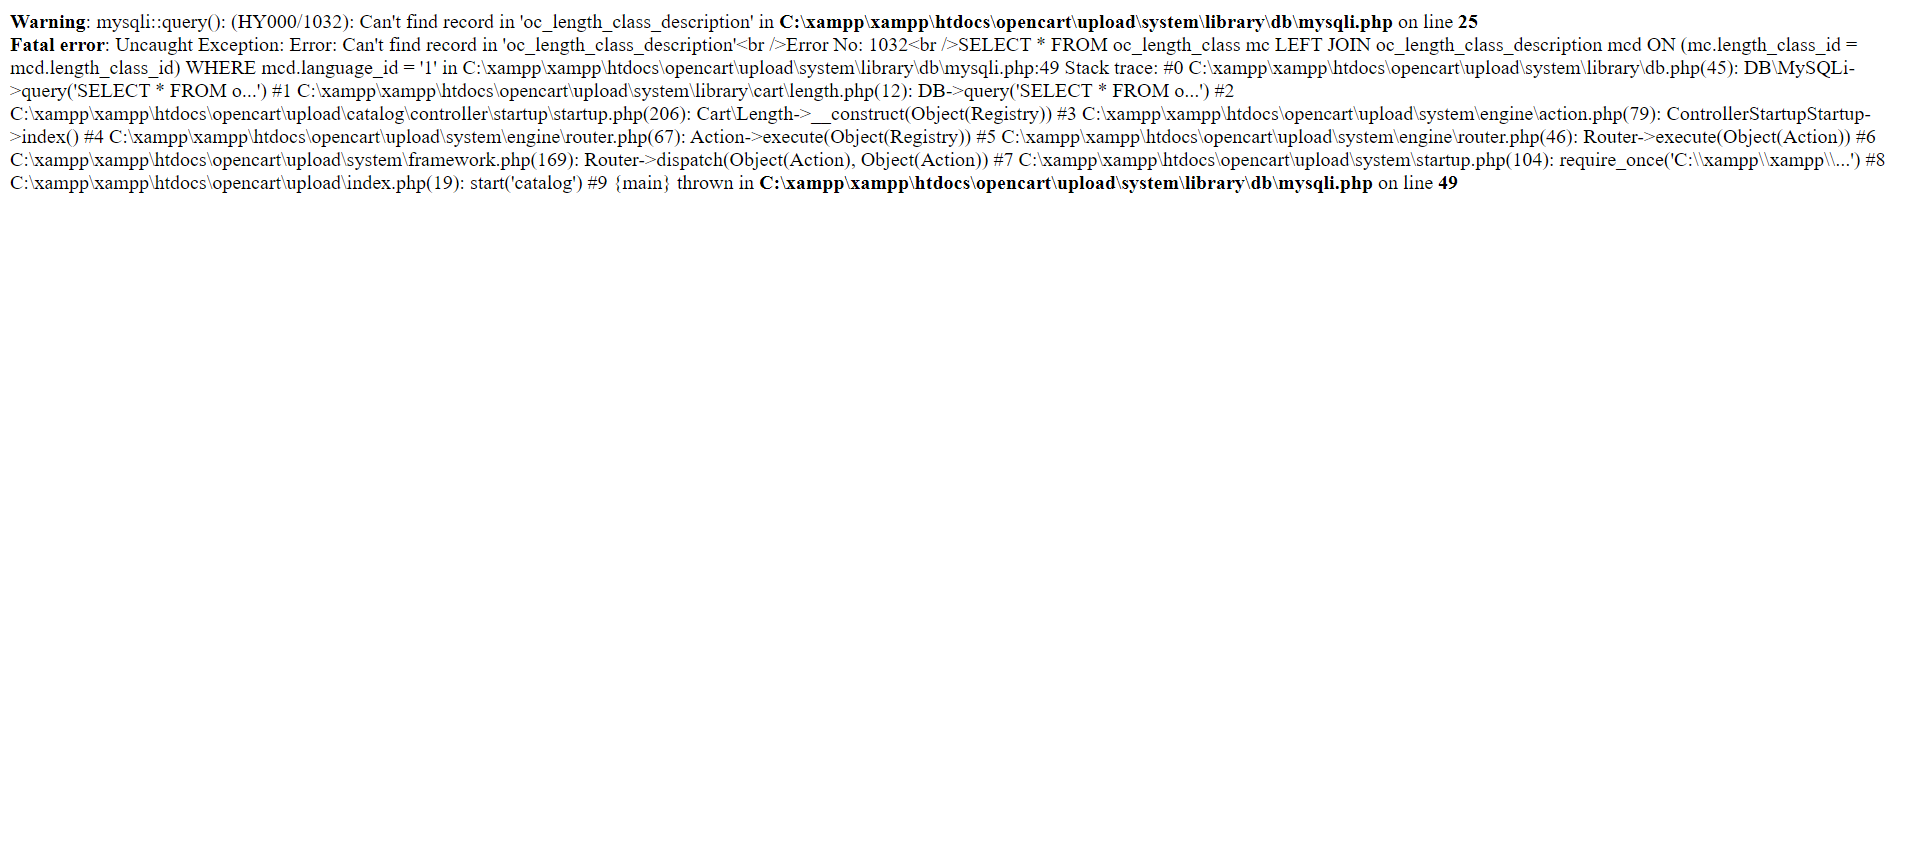 Warning: mysqli::query(): (HY000/1032): Can't find record in 'oc_length_class_description' in C:\xampp\xampp\htdocs\opencart\upload\system\library\db\mysqli.php on line 25
Fatal error: Uncaught Exception: Error: Can't find record in 'oc_length_class_description'<br />Error No: 1032<br />SELECT * FROM oc_length_class mc LEFT JOIN oc_length_class_description mcd ON (mc.length_class_id =
mcd.length_class_id) WHERE mcd.language_id = '1' in C:\xampp\xampp\htdocs\opencart\upload\system\library\db\mysqli.php:49 Stack trace: #0 C:\xampp\xampp\htdocs\opencart\upload\system\library\db.php(45): DB\MySQLi-
>query('SELECT * FROM o...') #1 C:\xampp\xampp\htdocs\opencart\upload\system\library\cart\length.php(12): DB->query('SELECT * FROM o...') #2
C:\xampp\xampp\htdocs\opencart\upload\catalog\controller\startup\startup.php(206): Cart\Length->__construct(Object(Registry)) #3 C:\xampp\xampp\htdocs\opencart\upload\system\engine\action.php(79): ControllerStartupStartup-
>index() #4 C:\xampp\xampp\htdocs\opencart\upload\system\engine\router.php(67): Action->execute(Object(Registry)) #5 C:\xampp\xampp\htdocs\opencart\upload\system\engine\router.php(46): Router->execute(Object(Action)) #6
C:\xampp\xampp\htdocs\opencart\upload\system\framework.php(169): Router->dispatch(Object(Action), Object(Action)) #7 C:\xampp\xampp\htdocs\opencart\upload\system\startup.php(104): require_once('C:\\xampp\\xampp\\...') #8
C:\xampp\xampp\htdocs\opencart\upload\index.php(19): start('catalog') #9 {main} thrown in C:\xampp\xampp\htdocs\opencart\upload\system\library\db\mysqli.php on line 49